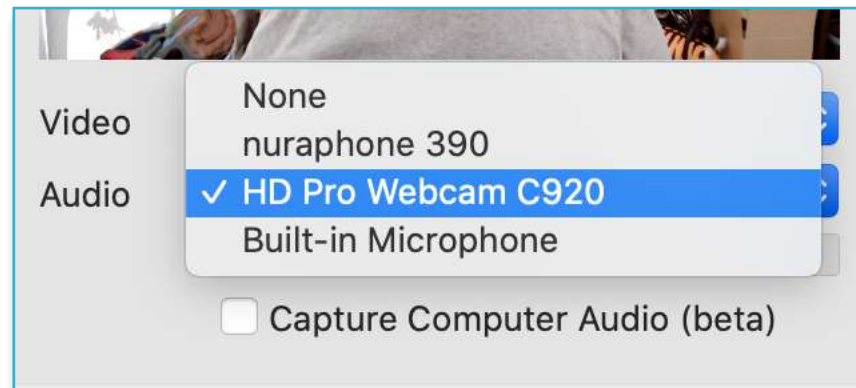 Video
Audio
None
nuraphone 390
✓ HD Pro Webcam C920
Built-in Microphone
Capture Computer Audio (beta)